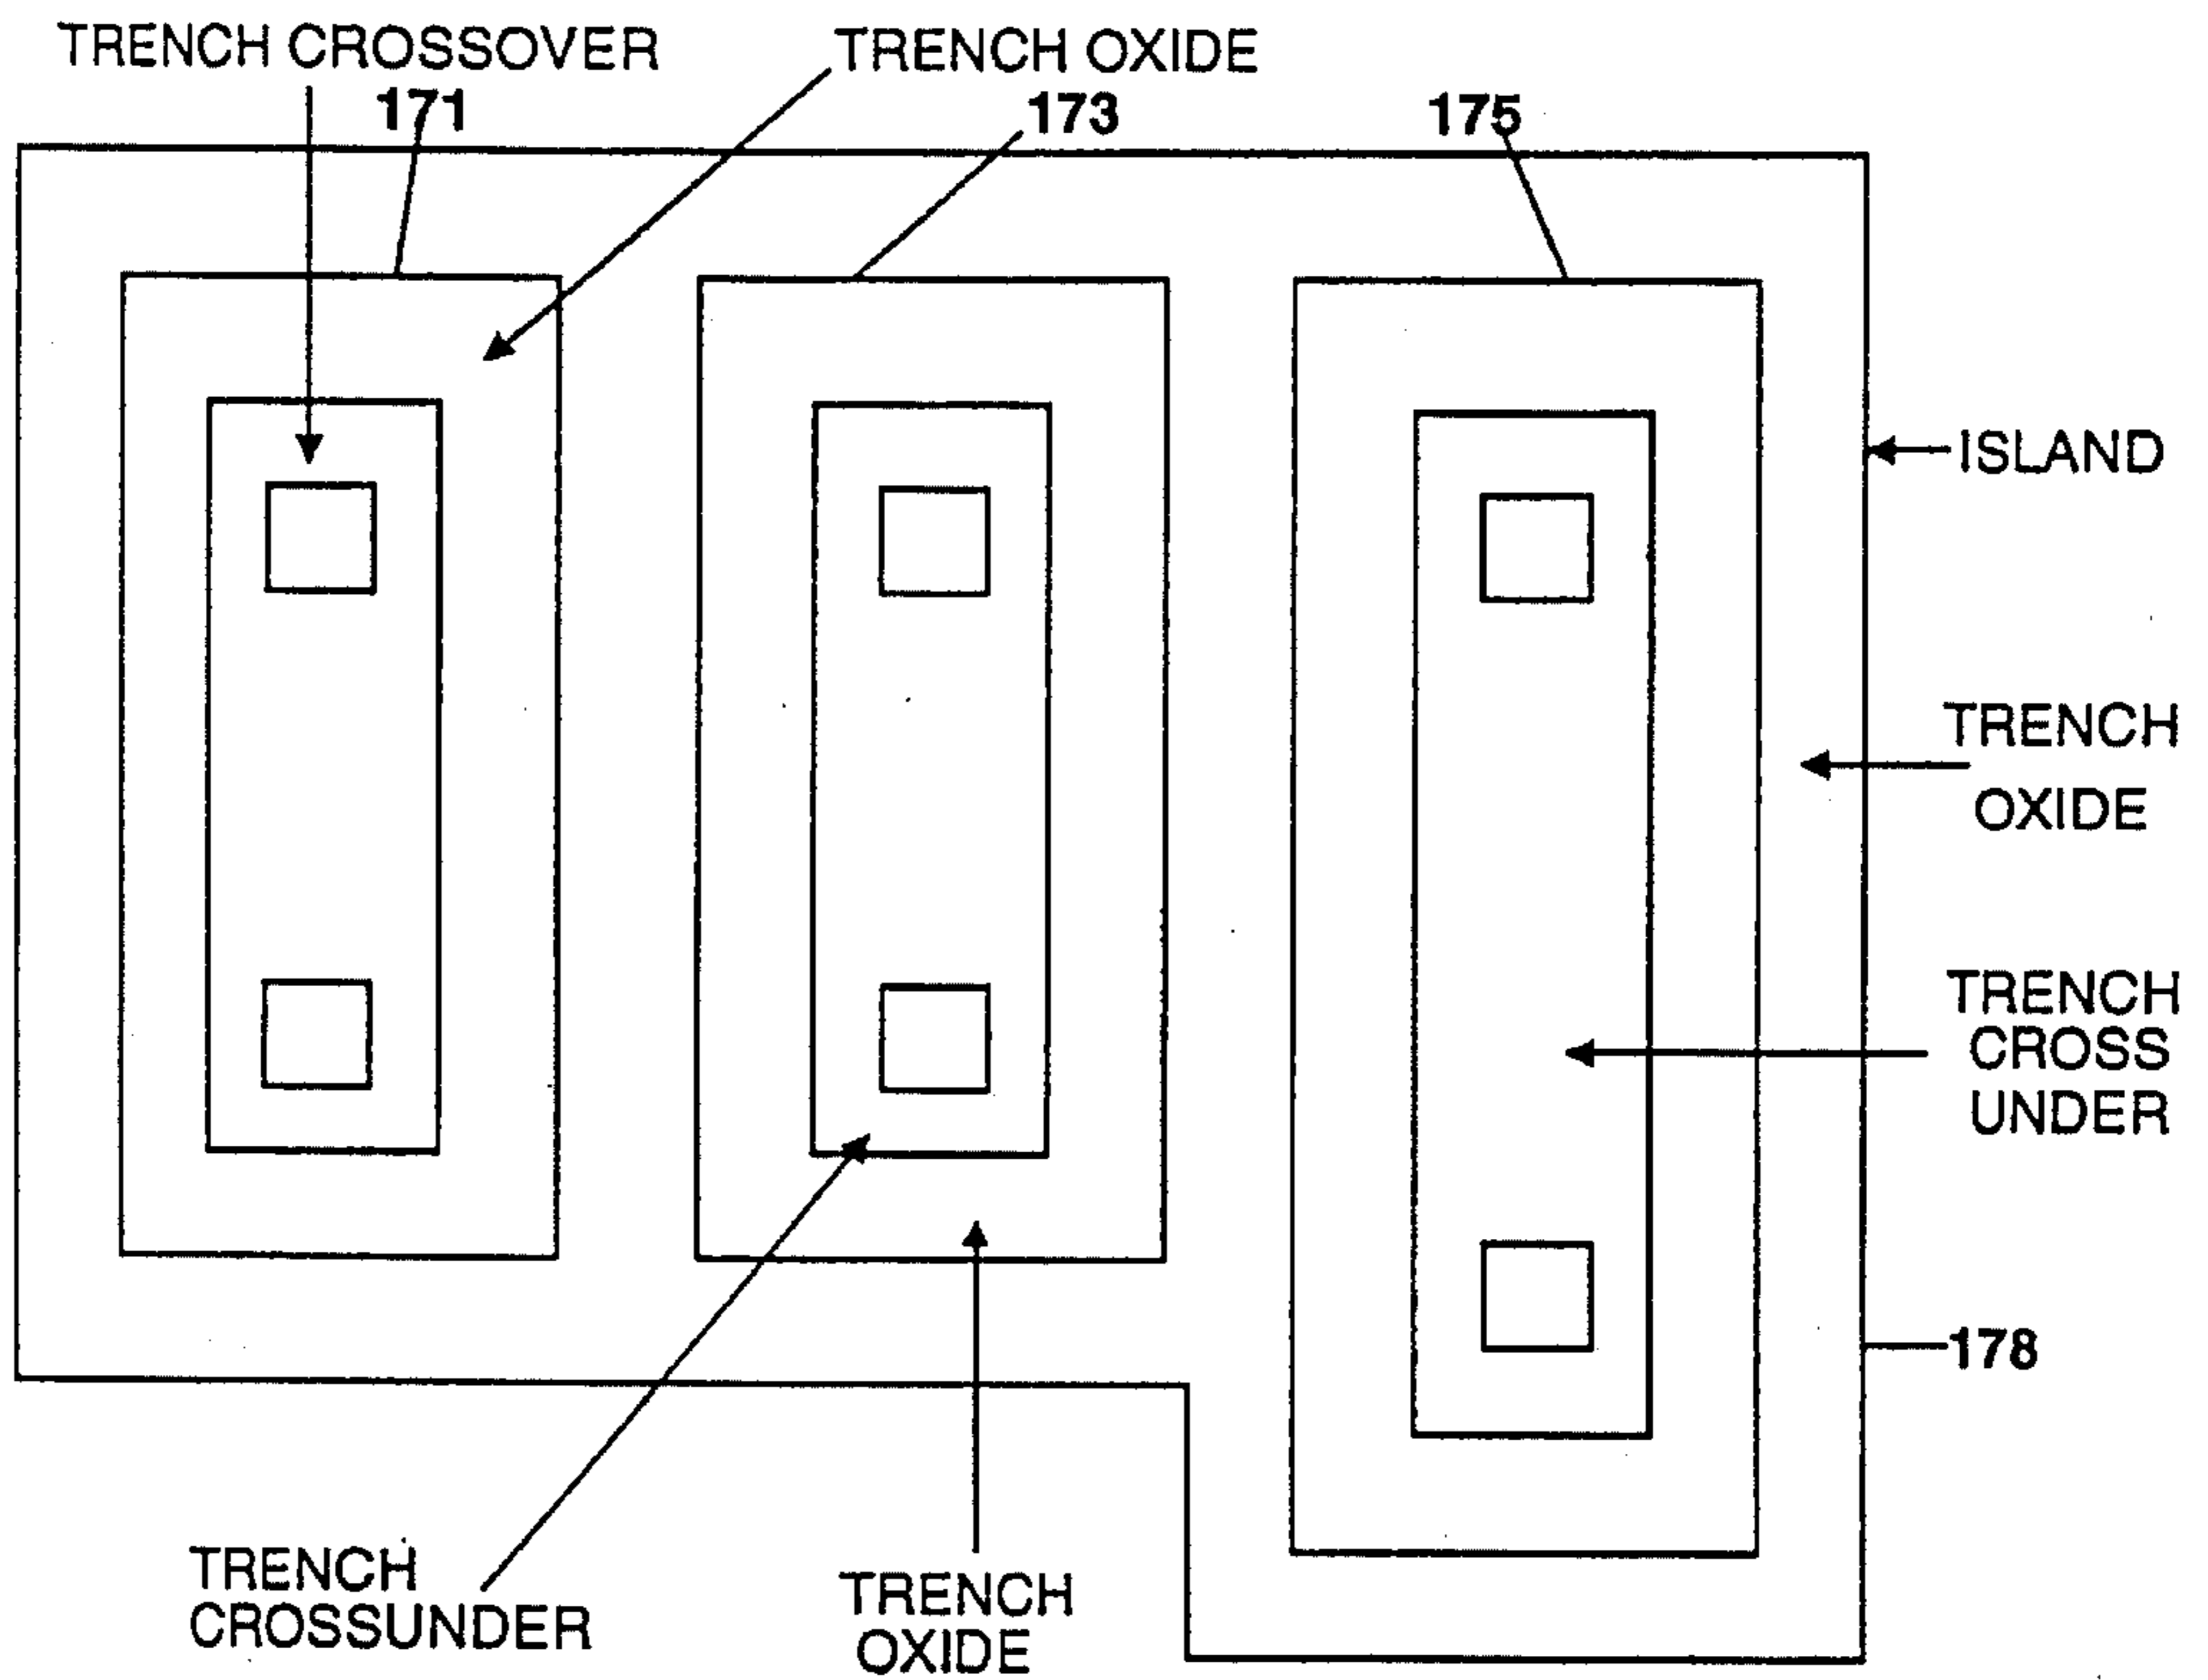 TRENCH CROSSOVER
TRENCH OXIDE
171
173
175
ISLAND
TRENCH
OXIDE
TRENCH
CROSS
UNDER
178
TRENCH
CROSSUNDER
TRENCH
OXIDE